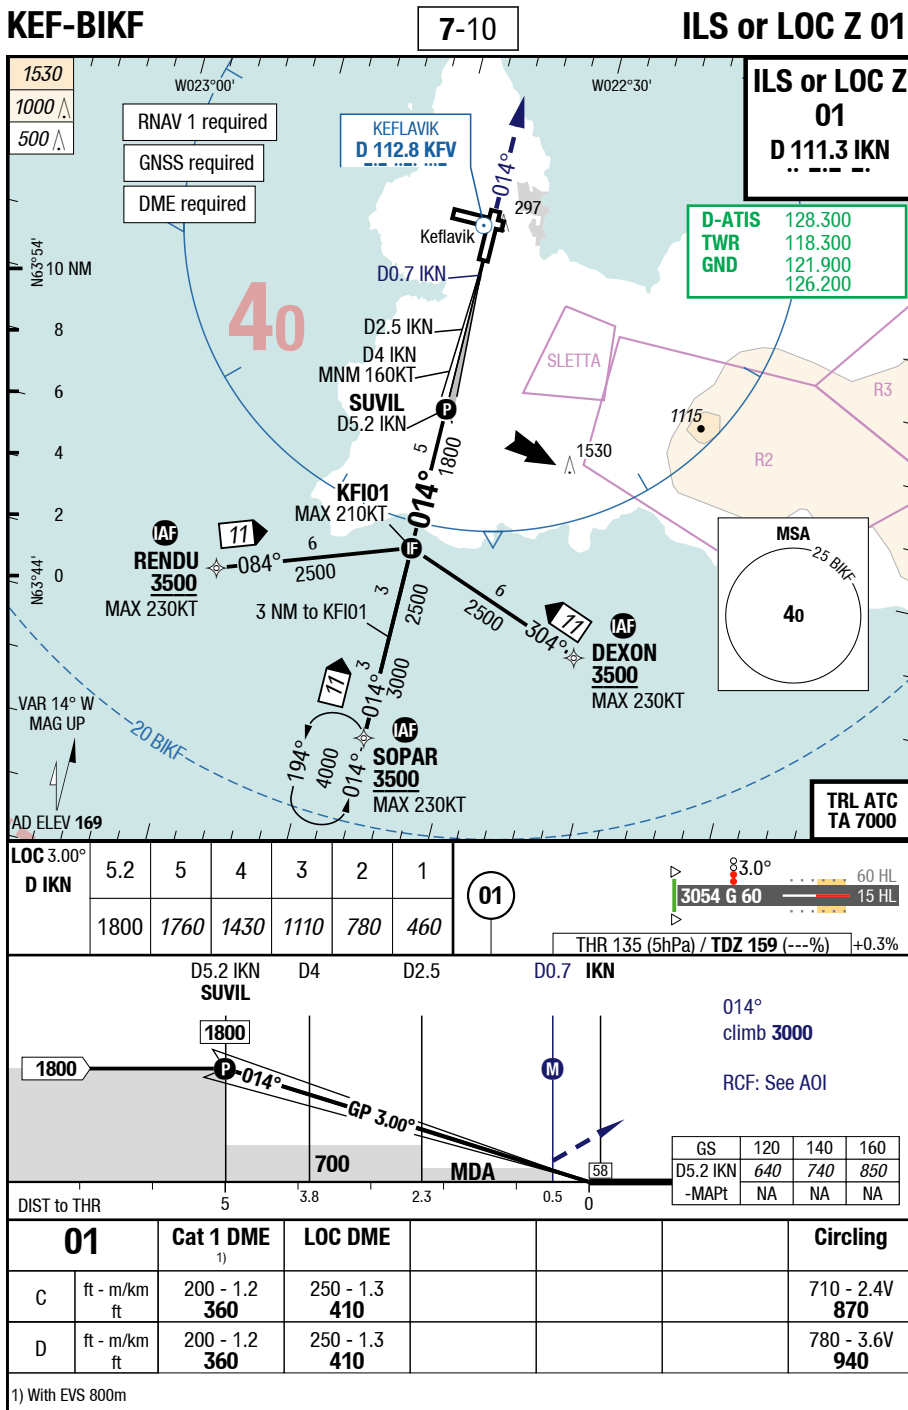 KEF-BIKF
7-10
ILS or LOC Z 01
1530
1000
500
W023°00'
W022°30'
RNAV 1 required
GNSS required
DME required
KEFLAVIK
D 112.8 KFV
ILS or LOC Z
01
D 111.3 IKN
D-ATIS 128.300
TWR 118.300
GND 121.900
126.200
014°
297
Keflavik
N63°54'
10 NM
8
6
4
2
0
N63°44'
40
D0.7 IKN
D2.5 IKN
D4 IKN
MNM 160KT
SUVIL
D5.2 IKN
P
SLETTA
R3
1115
1530
R2
5
1800
014°
KFI01
MAX 210KT
IF
IAF
RENDU
3500
MAX 230KT
11
084°
6
2500
3 NM to KFI01
3
2500
6
2500
304°
11
IAF
DEXON
3500
MAX 230KT
MSA
25 BIKF
40
3
3000
014°
11
IAF
SOPAR
3500
MAX 230KT
194°
4000
014°
VAR 14° W
MAG UP
20 BIKF
AD ELEV 169
TRL ATC
TA 7000
LOC 3.00°
D IKN
5.2 5 4 3 2 1
1800 1760 1430 1110 780 460
01
3.0°
60 HL
3054 G 60
15 HL
THR 135 (5hPa) / TDZ 159 (---%)
+0.3%
D5.2 IKN
SUVIL
D4
D2.5
D0.7
IKN
1800
1800
P
014°
GP 3.00°
M
700
MDA
58
014°
climb 3000
RCF: See AOI
DIST to THR
5
3.8
2.3
0.5
0
GS 120 140 160
D5.2 IKN 640 740 850
-MAPt NA NA NA
01 Cat 1 DME LOC DME Circling
1)
C ft - m/km 200 - 1.2 250 - 1.3 710 - 2.4V
ft 360 410 870
D ft - m/km 200 - 1.2 250 - 1.3 780 - 3.6V
ft 360 410 940
1) With EVS 800m